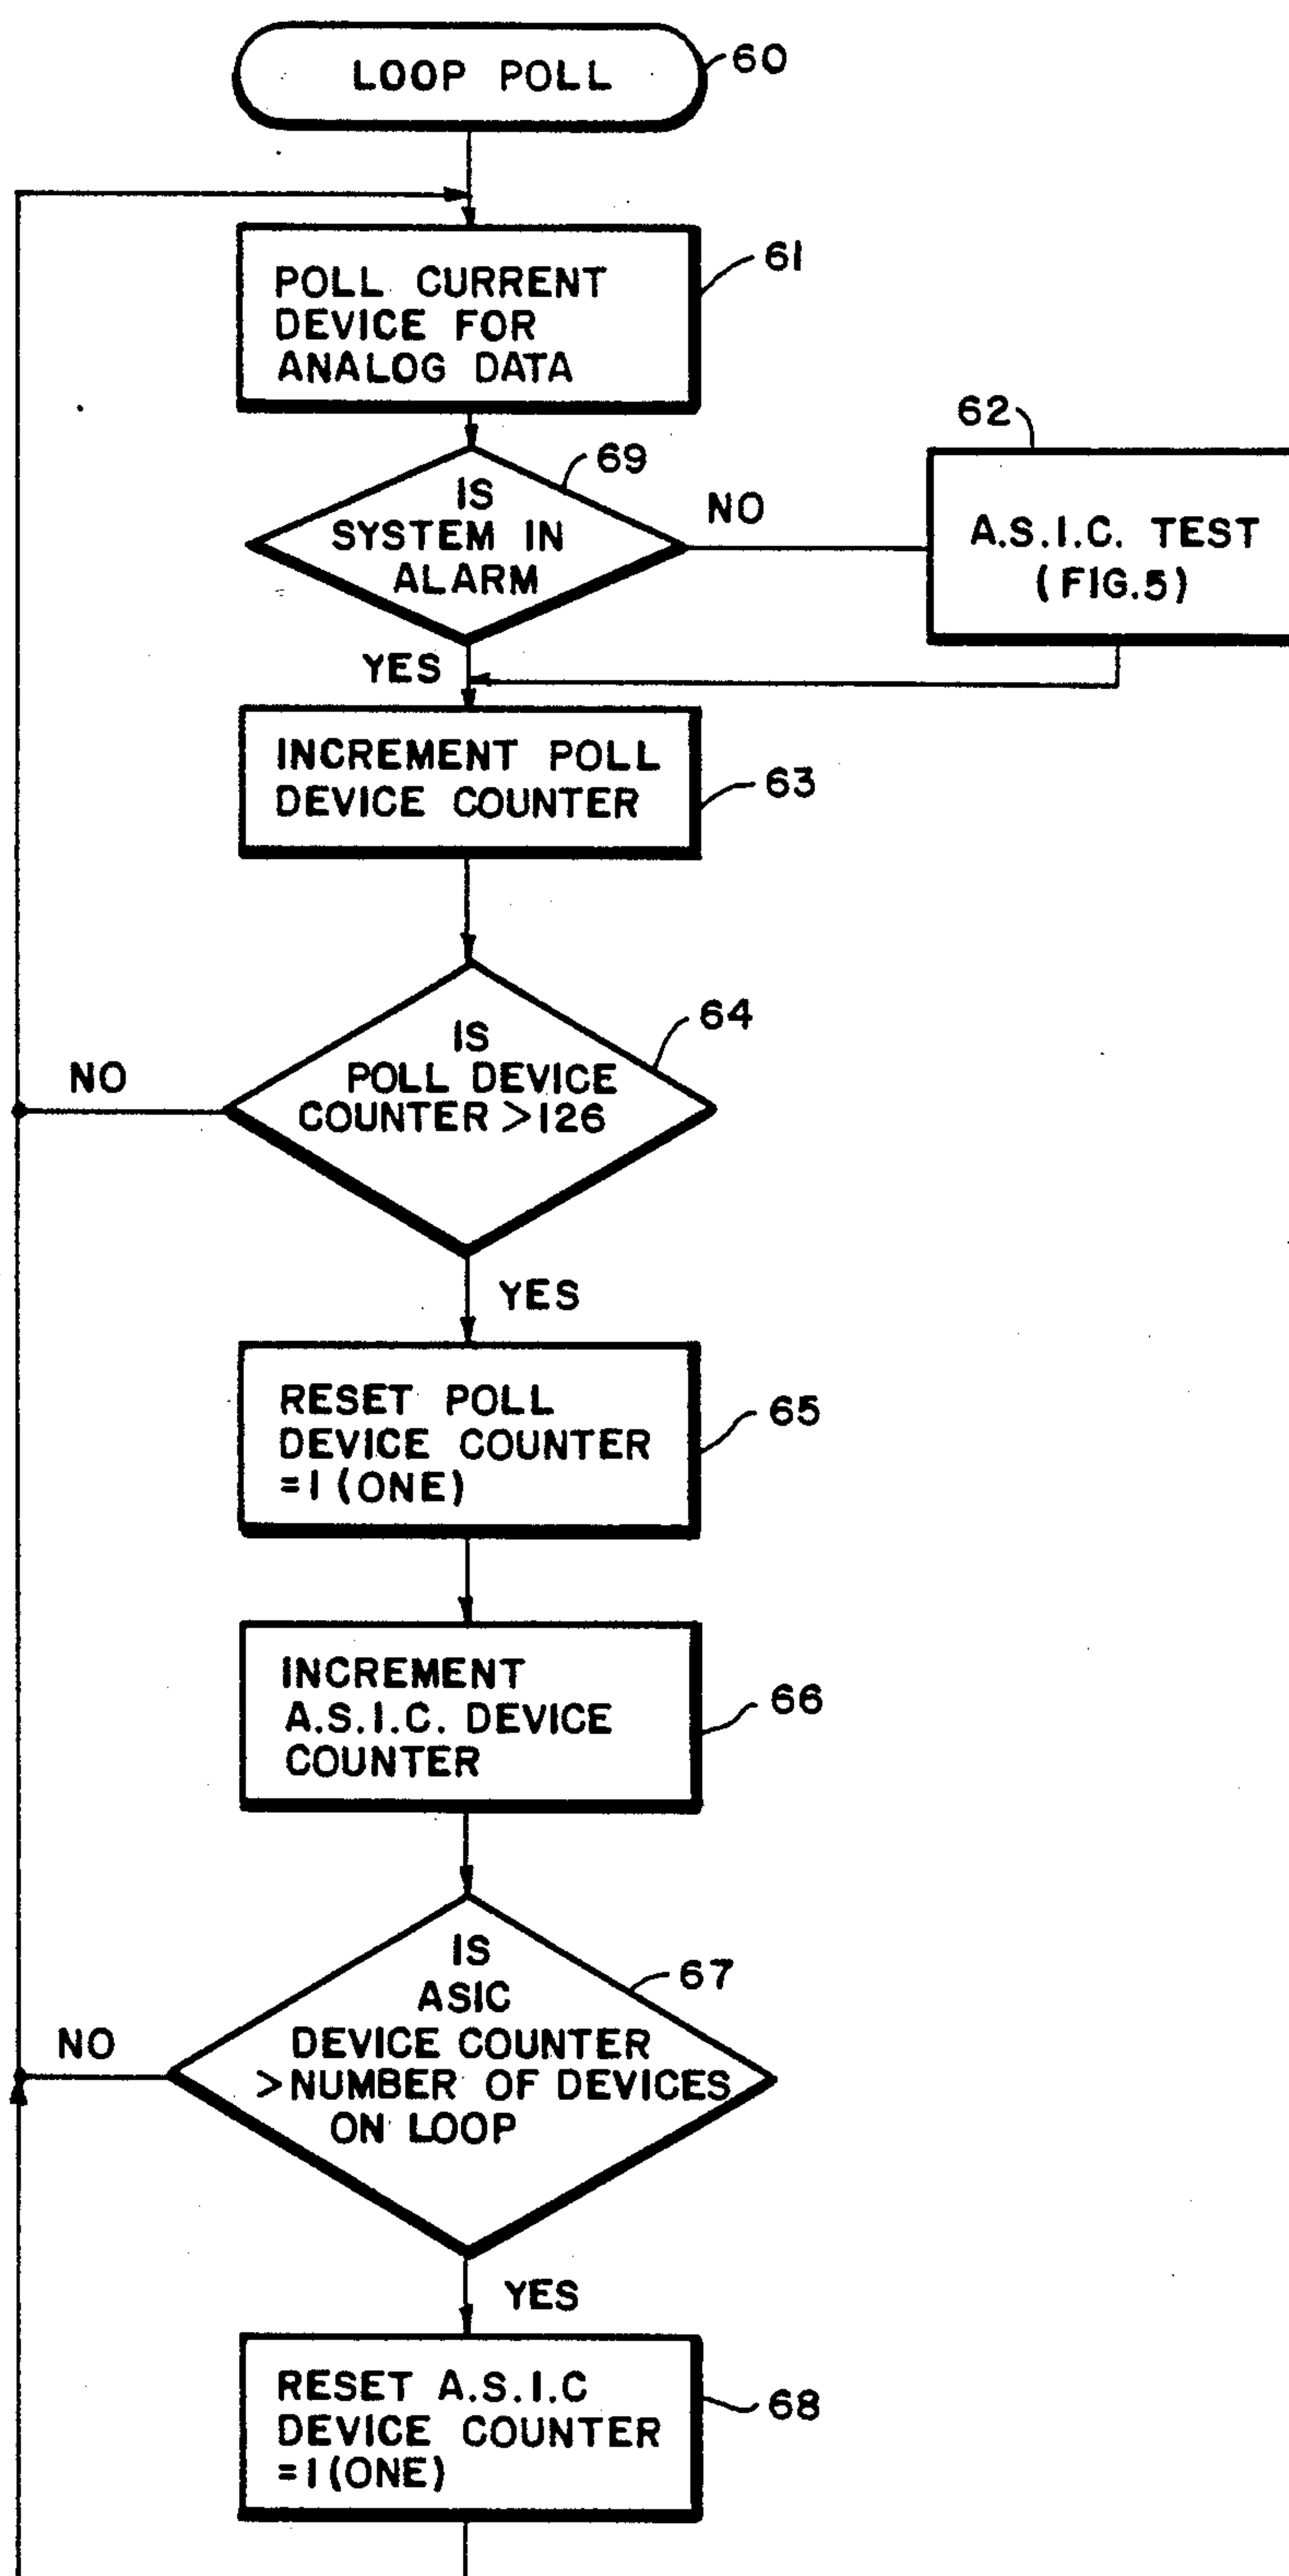 LOOP POLL
60
POLL CURRENT
DEVICE FOR
ANALOG DATA
61
IS
SYSTEM IN
ALARM
69
NO
62
A.S.I.C. TEST
(FIG.5)
YES
INCREMENT POLL
DEVICE COUNTER
63
IS
POLL DEVICE
COUNTER >126
64
NO
YES
RESET POLL
DEVICE COUNTER
=1 (ONE)
65
INCREMENT
A.S.I.C. DEVICE
COUNTER
66
IS
ASIC
DEVICE COUNTER
>NUMBER OF DEVICES
ON LOOP
67
NO
YES
RESET A.S.I.C
DEVICE COUNTER
=1 (ONE)
68